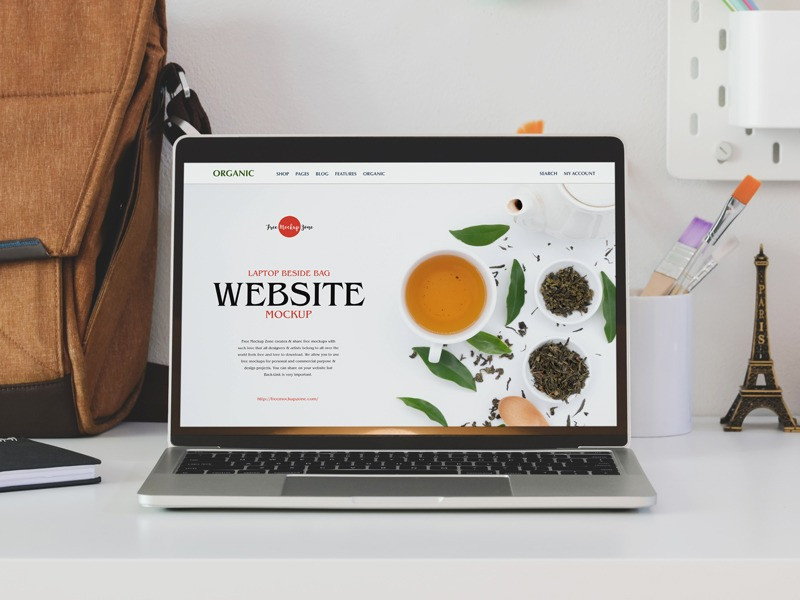 ORGANIC SHOP PAGES BLOG FEATURES ORGANIC SEARCH MY ACCOUNT
Free Mockup Zone
LAPTOP BESIDE BAG
WEBSITE
MOCKUP
Free Mockup Zone creates & share free mockups with
such love that all designers & artists belong to all over the
world feels free and love to download. We allow you to use
free mockups for personal and commercial purpose &
design projects. You can share on your website but
Backlink is very important.
http://freemockupzone.com/
PARIS